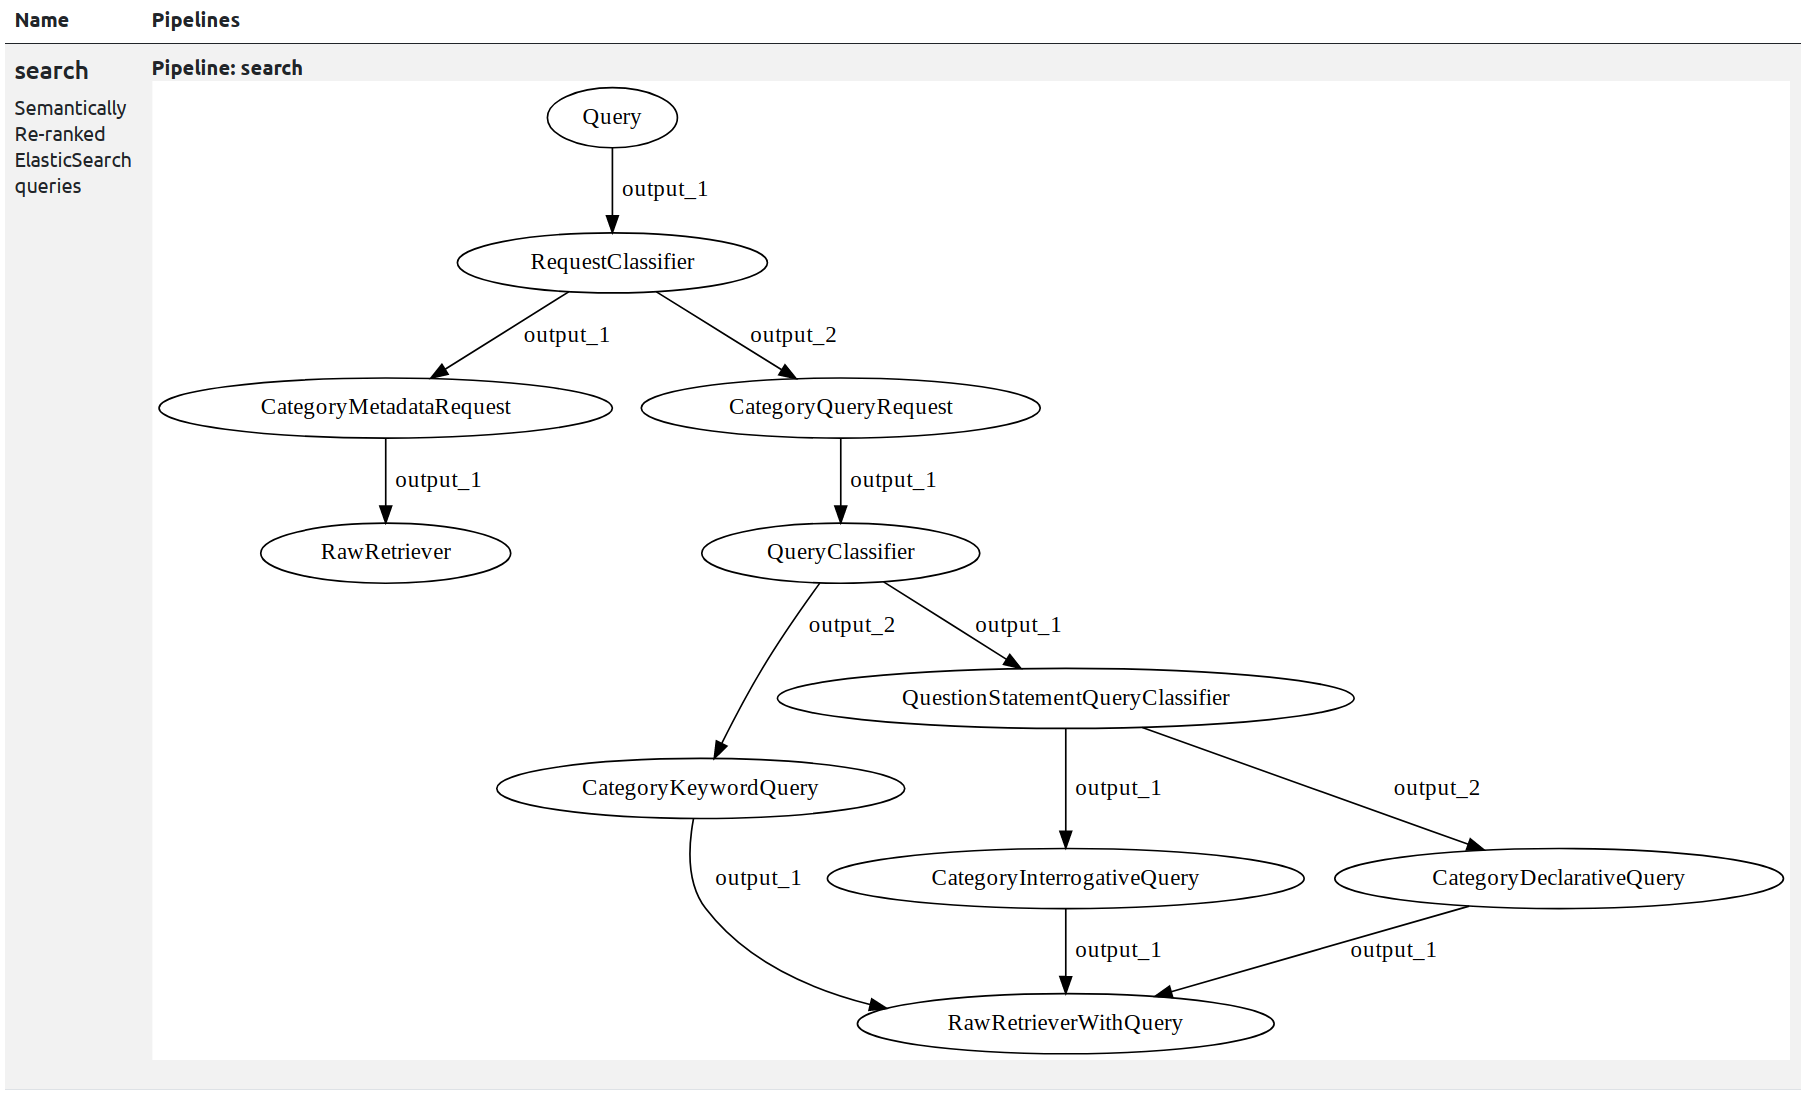 Name
Pipelines
search
Semantically
Re-ranked
ElasticSearch
queries
Pipeline: search
Query
output_1
RequestClassifier
output_1
output_2
CategoryMetadataRequest
CategoryQueryRequest
output_1
output_1
RawRetriever
QueryClassifier
output_2
output_1
QuestionStatementQueryClassifier
CategoryKeywordQuery
output_1
output_2
output_1
CategoryInterrogativeQuery
CategoryDeclarativeQuery
output_1
output_1
RawRetrieverWithQuery